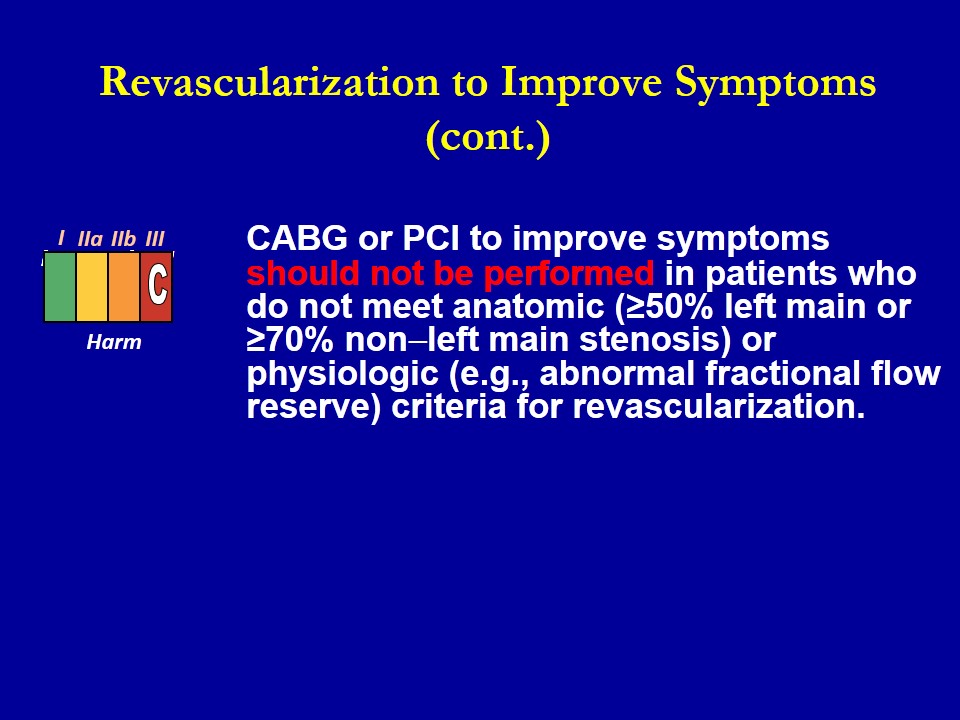 Revascularization to Improve Symptoms
(cont.)
I IIa IIb III
C
Harm
CABG or PCI to improve symptoms
should not be performed in patients who
do not meet anatomic (≥50% left main or
≥70% non–left main stenosis) or
physiologic (e.g., abnormal fractional flow
reserve) criteria for revascularization.